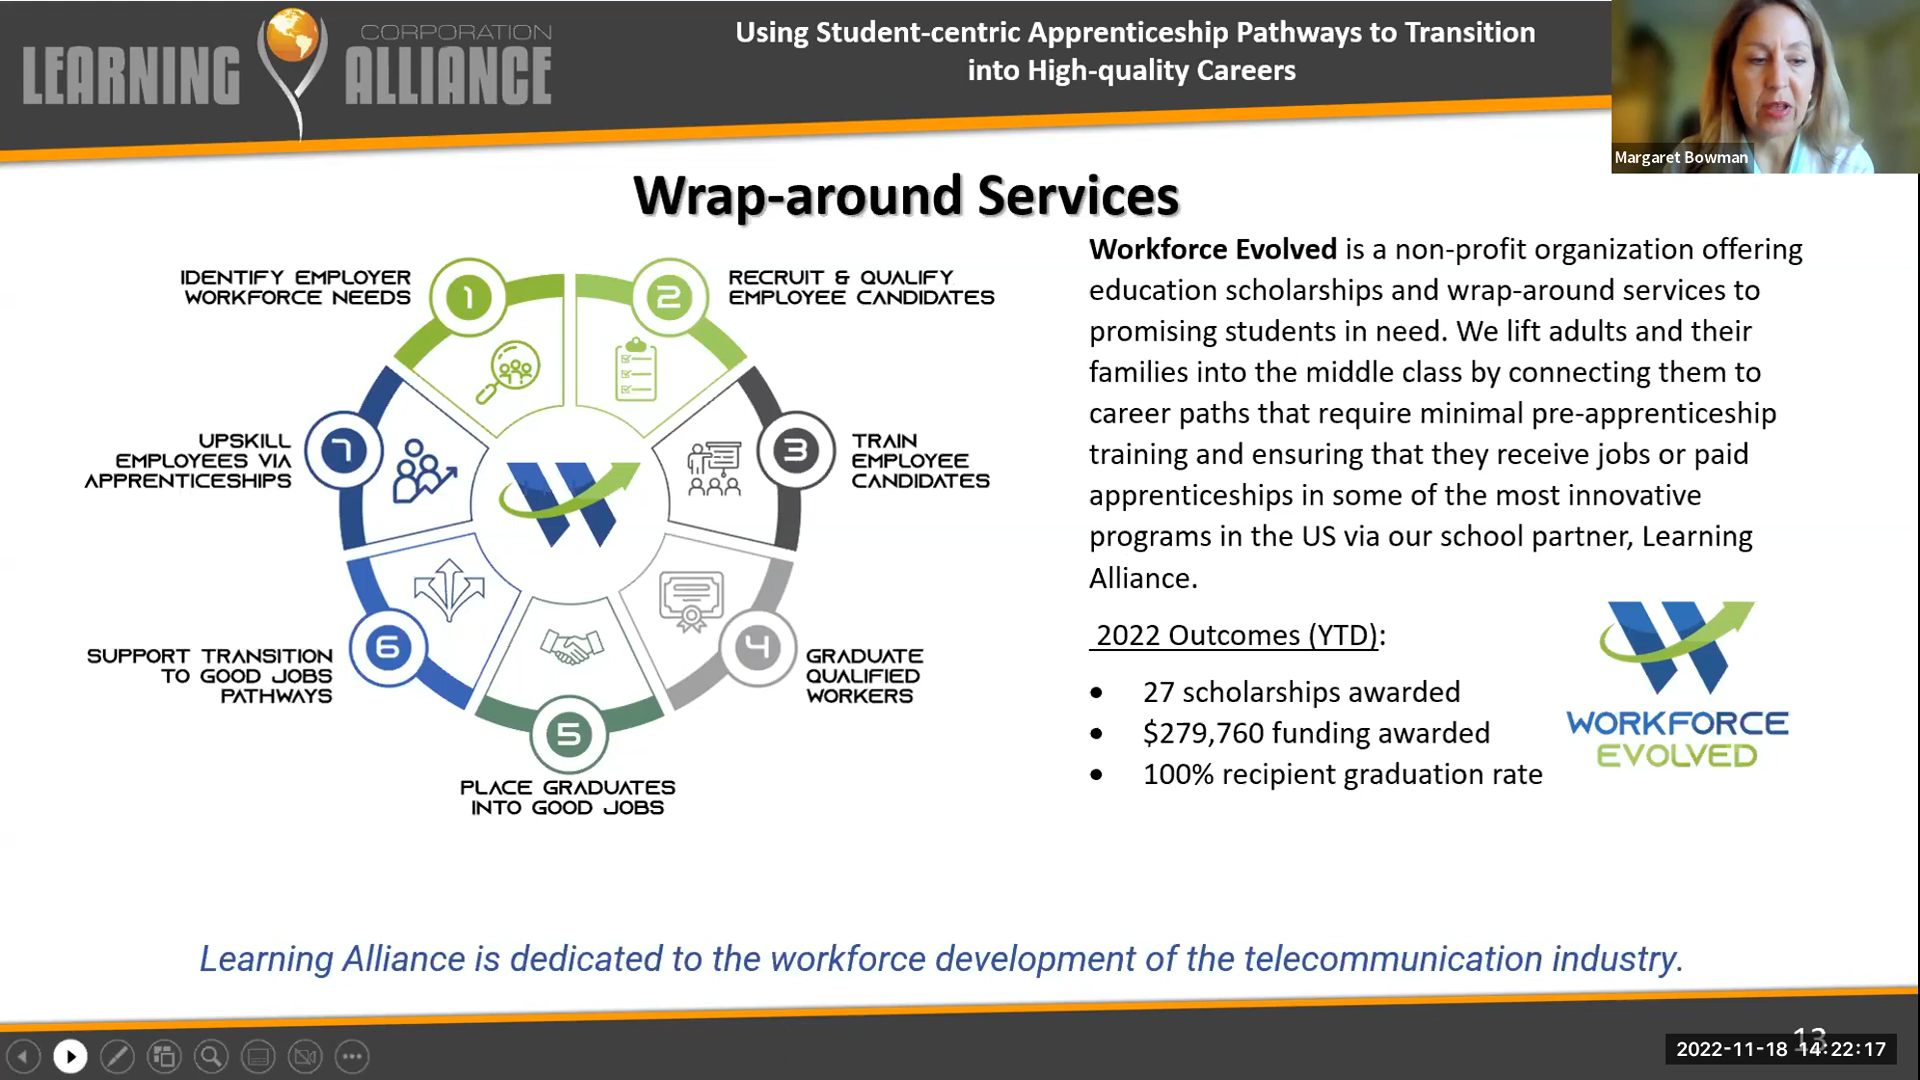 LEARNING
CORPORATION
ALLIANCE
Using Student-centric Apprenticeship Pathways to Transition
into High-quality Careers
Margaret Bowman
Wrap-around Services
1
IDENTIFY EMPLOYER
WORKFORCE NEEDS
2
RECRUIT & QUALIFY
EMPLOYEE CANDIDATES
3
TRAIN
EMPLOYEE
CANDIDATES
4
GRADUATE
QUALIFIED
WORKERS
5
PLACE GRADUATES
INTO GOOD JOBS
6
SUPPORT TRANSITION
TO GOOD JOBS
PATHWAYS
7
UPSKILL
EMPLOYEES VIA
APPRENTICESHIPS
W
Workforce Evolved is a non-profit organization offering
education scholarships and wrap-around services to
promising students in need. We lift adults and their
families into the middle class by connecting them to
career paths that require minimal pre-apprenticeship
training and ensuring that they receive jobs or paid
apprenticeships in some of the most innovative
programs in the US via our school partner, Learning
Alliance.
2022 Outcomes (YTD):
• 27 scholarships awarded
• $279,760 funding awarded
• 100% recipient graduation rate
W
WORKFORCE
EVOLVED
Learning Alliance is dedicated to the workforce development of the telecommunication industry.
13
2022-11-18 14:22:17